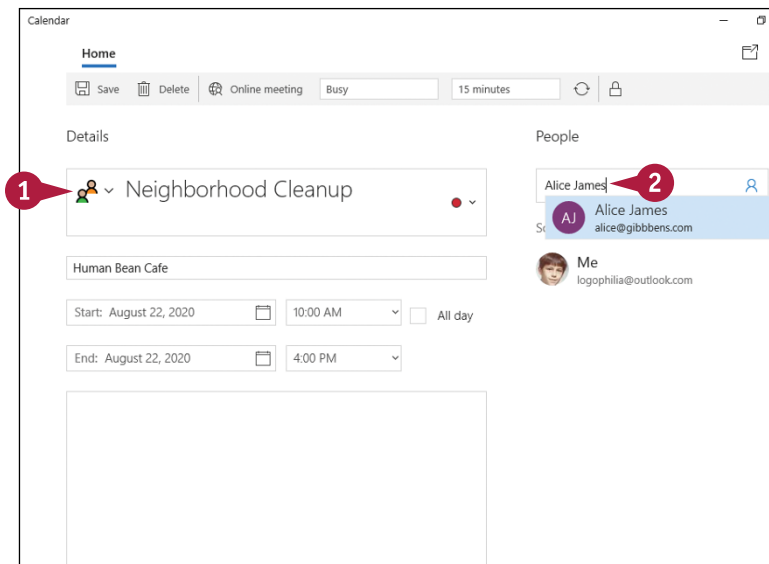 Calendar
Home
Save Delete Online meeting Busy 15 minutes
Details
People
1
Neighborhood Cleanup
Alice James
2
AJ
Alice James
alice@gibbbens.com
Human Bean Cafe
Me
logophilia@outlook.com
Start: August 22, 2020 10:00 AM All day
End: August 22, 2020 4:00 PM